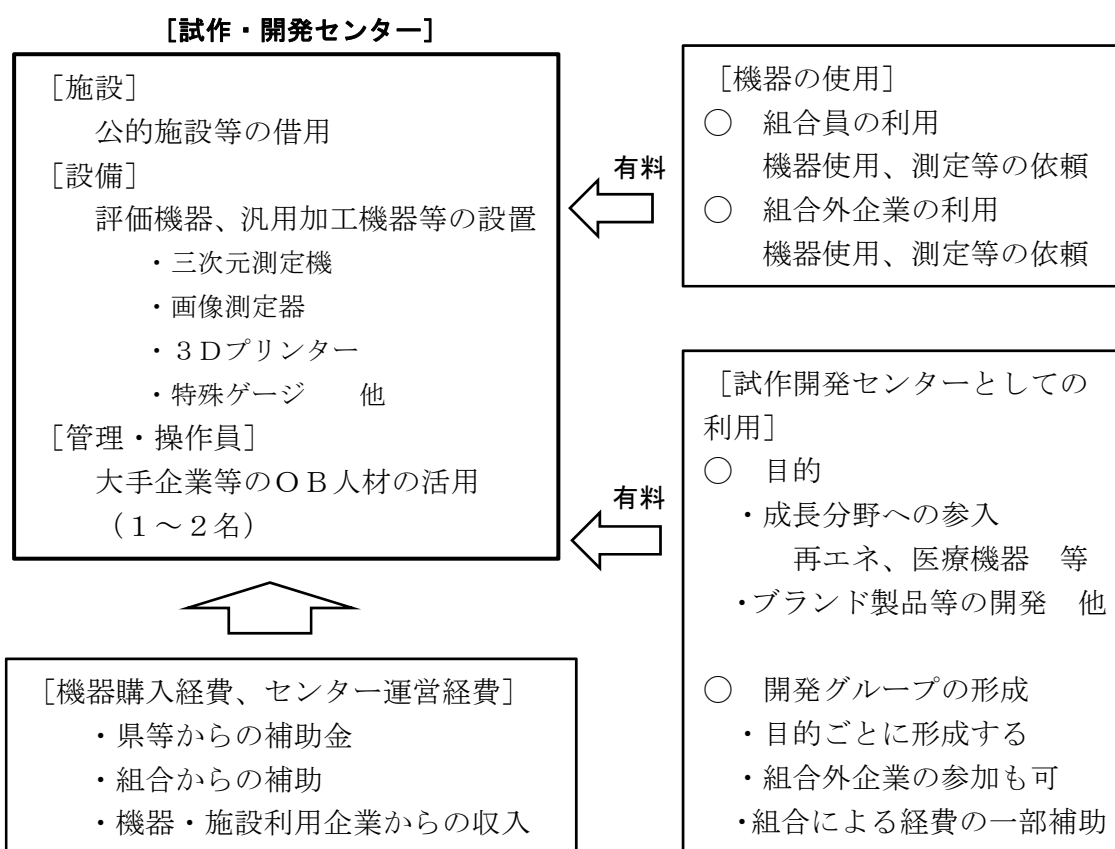 [試作・開発センター]
［施設］
公的施設等の借用
［設備］
評価機器、汎用加工機器等の設置
・三次元測定機
・画像測定器
・３Ｄプリンター
・特殊ゲージ　　他
［管理・操作員］
大手企業等のＯＢ人材の活用
（１～２名）
有料
［機器の使用］
○　組合員の利用
機器使用、測定等の依頼
○　組合外企業の利用
機器使用、測定等の依頼
有料
［試作開発センターとしての
利用］
○　目的
・成長分野への参入
再エネ、医療機器　等
・ブランド製品等の開発　他
○　開発グループの形成
・目的ごとに形成する
・組合外企業の参加も可
・組合による経費の一部補助
［機器購入経費、センター運営経費］
・県等からの補助金
・組合からの補助
・機器・施設利用企業からの収入